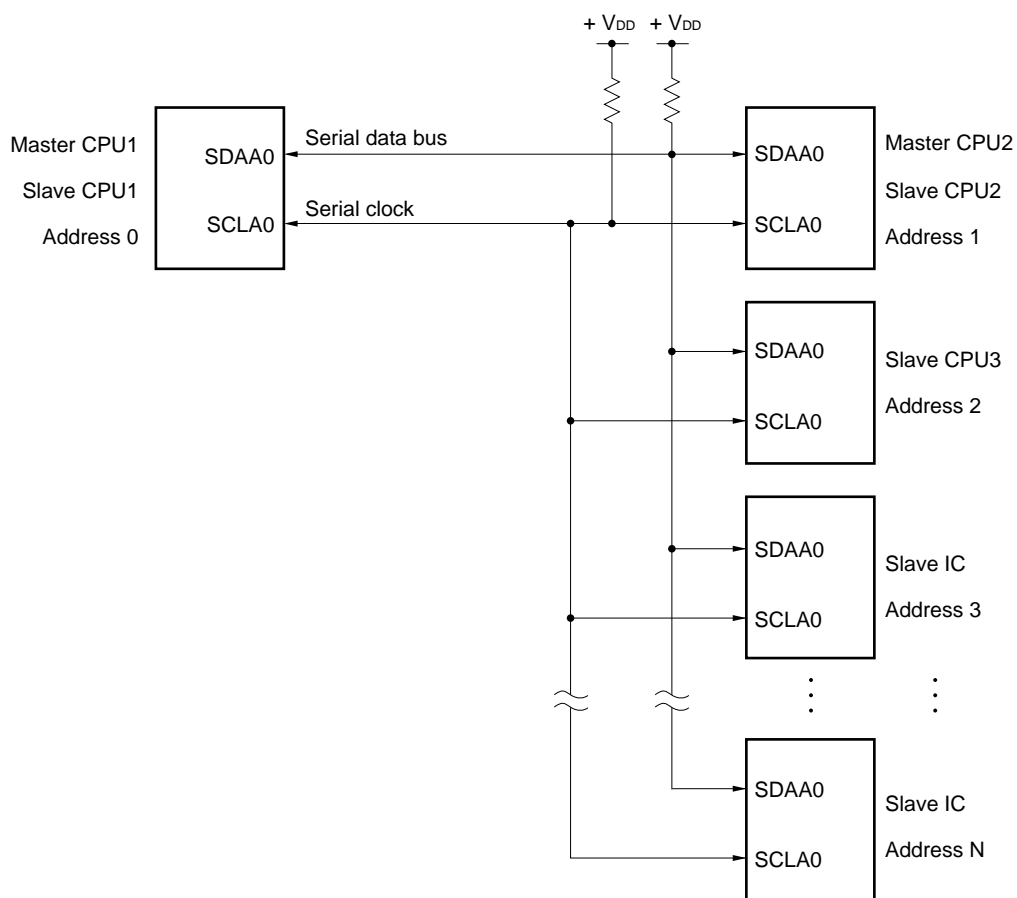 + VDD + VDD
Master CPU1
Slave CPU1
Address 0
SDAA0
SCLA0
Serial data bus
Serial clock
SDAA0
SCLA0
Master CPU2
Slave CPU2
Address 1
SDAA0
SCLA0
Slave CPU3
Address 2
SDAA0
SCLA0
Slave IC
Address 3
SDAA0
SCLA0
Slave IC
Address N